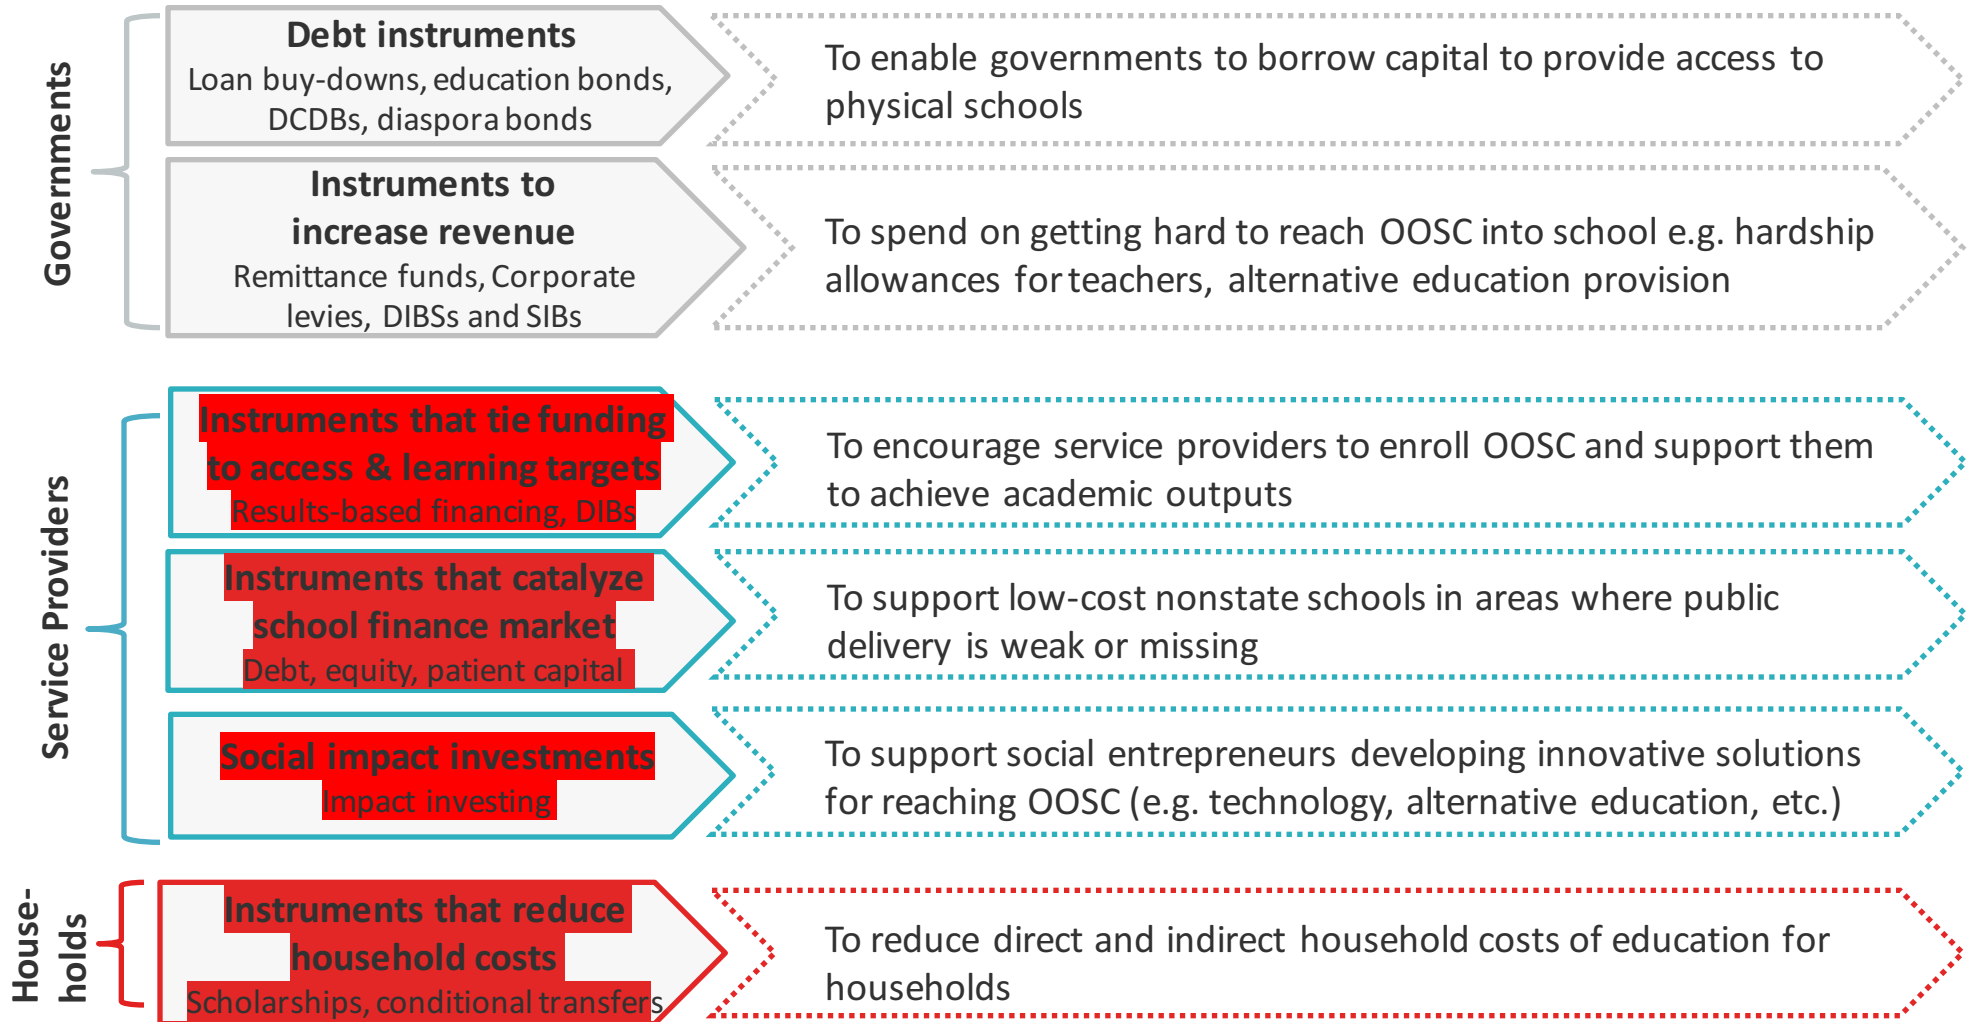 Governments
Debt instruments
Loan buy-downs, education bonds,
DCDBs, diaspora bonds
To enable governments to borrow capital to provide access to
physical schools
Instruments to
increase revenue
Remittance funds, Corporate
levies, DIBSs and SIBs
To spend on getting hard to reach OOSC into school e.g. hardship
allowances for teachers, alternative education provision
Service Providers
Instruments that tie funding
to access & learning targets
Results-based financing, DIBs
To encourage service providers to enroll OOSC and support them
to achieve academic outputs
Instruments that catalyze
school finance market
Debt, equity, patient capital
To support low-cost nonstate schools in areas where public
delivery is weak or missing
Social impact investments
Impact investing
To support social entrepreneurs developing innovative solutions
for reaching OOSC (e.g. technology, alternative education, etc.)
House-
holds
Instruments that reduce
household costs
Scholarships, conditional transfers
To reduce direct and indirect household costs of education for
households